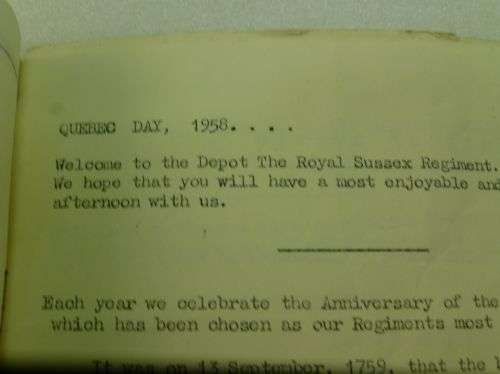 QUEBEC DAY, 1958. . . .
Welcome to the Depot The Royal Sussex Regiment.
We hope that you will have a most enjoyable and
afternoon with us.
Each year we celebrate the Anniversary of the
which has been chosen as our Regiments most
It was on 13 September, 1759, that the